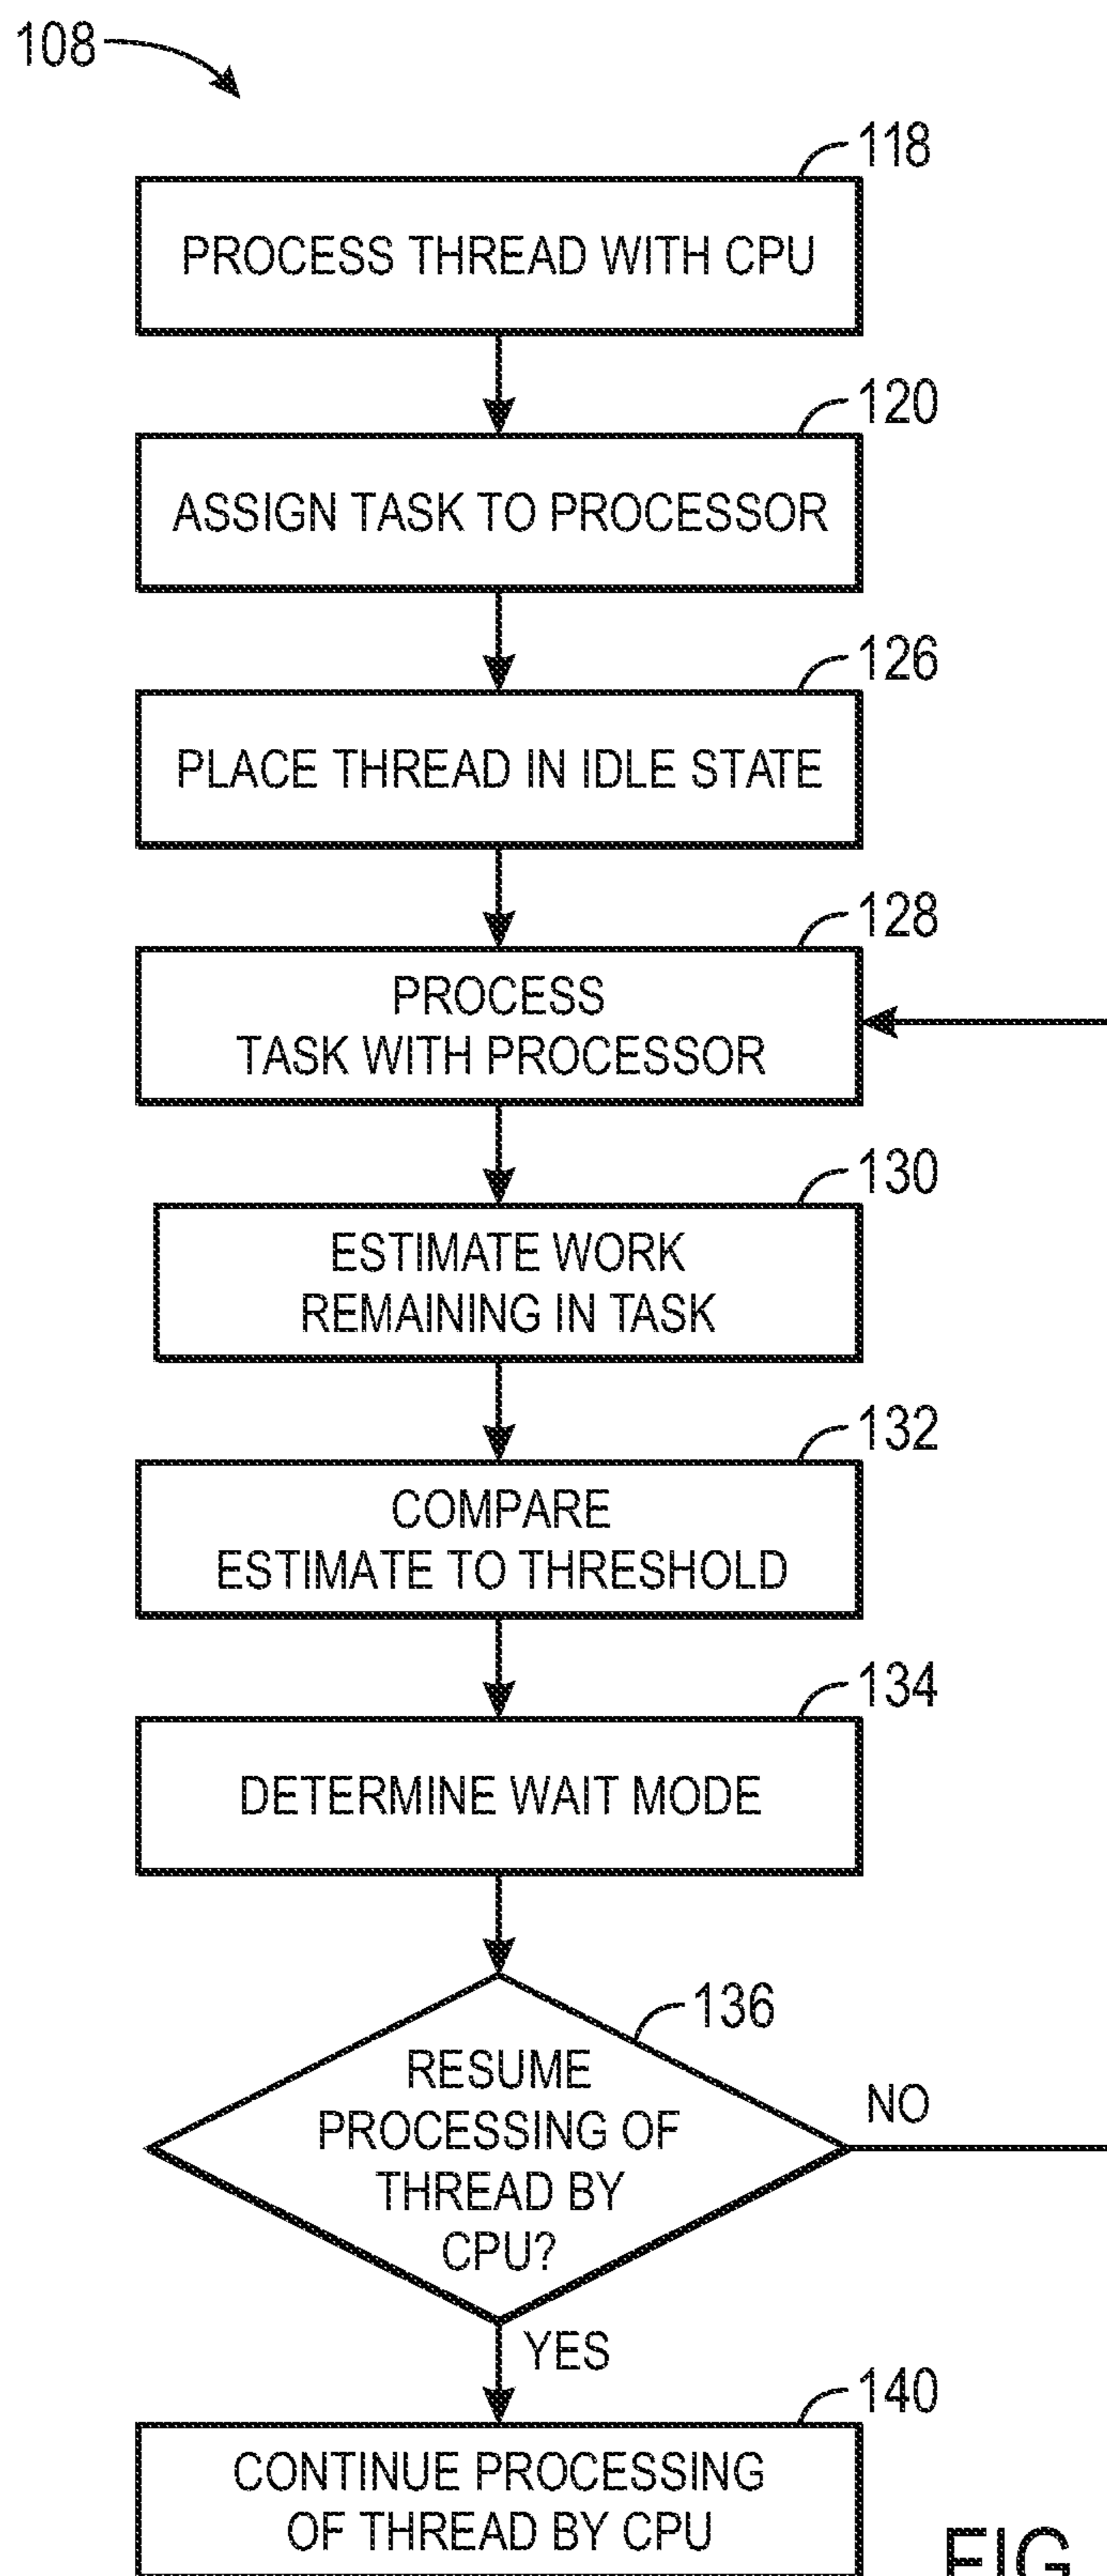 108
118
PROCESS THREAD WITH CPU
120
ASSIGN TASK TO PROCESSOR
126
PLACE THREAD IN IDLE STATE
128
PROCESS
TASK WITH PROCESSOR
130
ESTIMATE WORK
REMAINING IN TASK
132
COMPARE
ESTIMATE TO THRESHOLD
134
DETERMINE WAIT MODE
136
RESUME
PROCESSING OF
THREAD BY
CPU?
NO
YES
140
CONTINUE PROCESSING
OF THREAD BY CPU
FIG